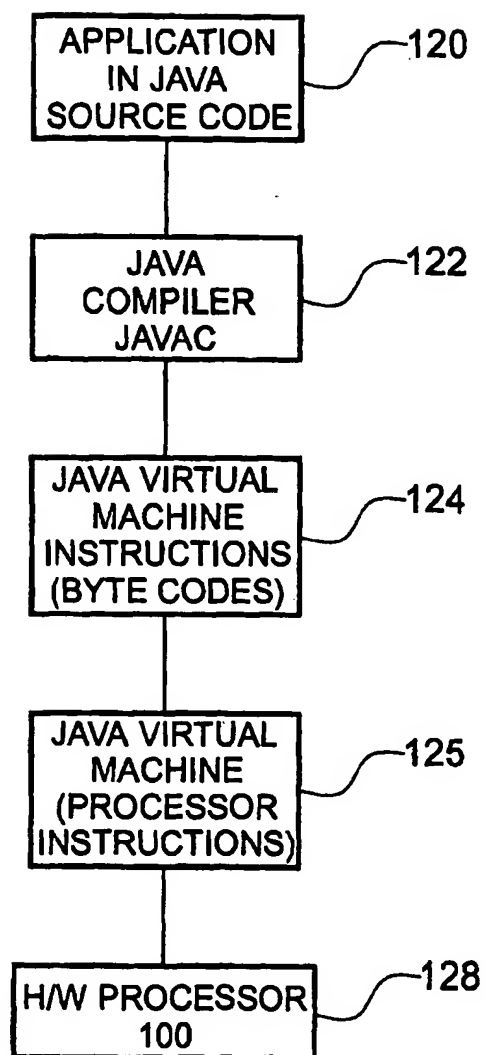 APPLICATION
IN JAVA
SOURCE CODE
120
JAVA
COMPILER
JAVAC
122
JAVA VIRTUAL
MACHINE
INSTRUCTIONS
(BYTE CODES)
124
JAVA VIRTUAL
MACHINE
(PROCESSOR
INSTRUCTIONS)
125
H/W PROCESSOR
100
128